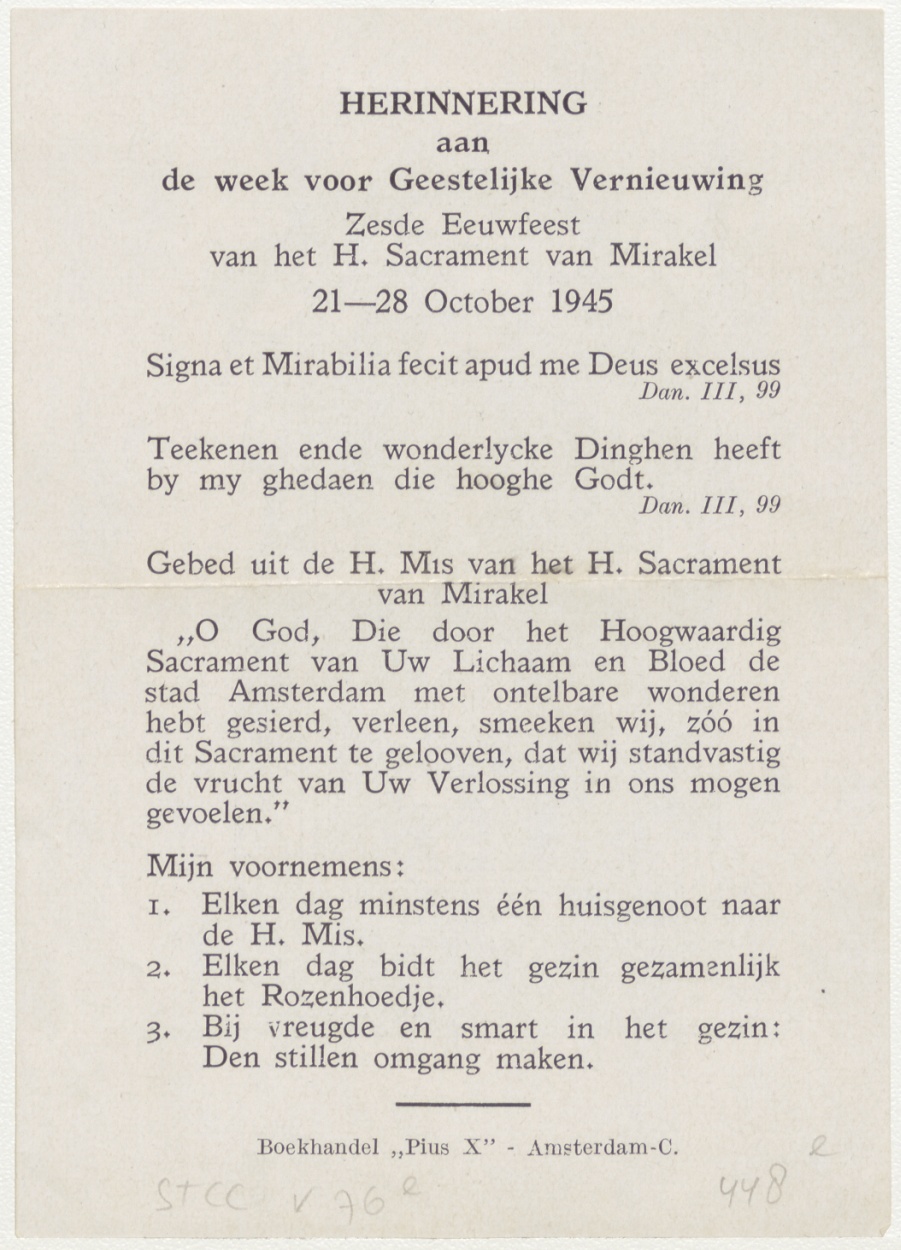 HERINNERING
aan
de week voor Geestelijke Vernieuwing
Zesde Eeuwfeest
van het H. Sacrament van Mirakel
21—28 October 1945
Signa et Mirabilia fecit apud me Deus excelsus
Dan. III, 99
Teekenen ende wonderlycke Dinghen heeft
by my ghedaen die hooghe Godt.
Dan. III, 99
Gebed uit de H. Mis van het H. Sacrament
van Mirakel
„O God, Die door het Hoogwaardig
Sacrament van Uw Lichaam en Bloed de
stad Amsterdam met ontelbare wonderen
hebt gesierd, verleen, smeeken wij, zóó in
dit Sacrament te gelooven, dat wij standvastig
de vrucht van Uw Verlossing in ons mogen
gevoelen.”
Mijn voornemens:
1. Elken dag minstens één huisgenoot naar
de H. Mis.
2. Elken dag bidt het gezin gezamenlijk
het Rozenhoedje.
3. Bij vreugde en smart in het gezin:
Den stillen omgang maken.
Boekhandel „Pius X” - Amsterdam-C.
e
STCC V 76 e
448